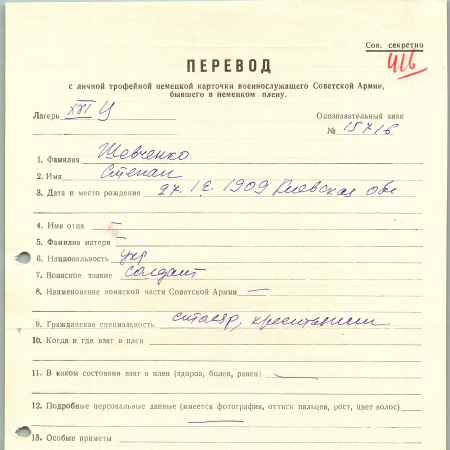 Сов. секретно
416
ПЕРЕВОД
с личной трофейной немецкой карточки военнослужащего Советской Армии,
бывшего в немецком плену.
Лагерь XVI Ц
Опознавательный знак
№ 15716
1. Фамилия Шевченко
2. Имя Степан
3. Дата и место рождения 27. 1909 Киевская обл
4. Имя отца —
5. Фамилия матери —
6. Национальность укр
7. Воинское звание солдат
8. Наименование воинской части Советской Армии —
9. Гражданская специальность столяр, крестьянин
10. Когда и где взят в плен
11. В каком состоянии взят в плен (здоров, болен, ранен) —
12. Подробные персональные данные (имеется фотография, оттиск пальцев, рост, цвет волос)
—
13. Особые приметы